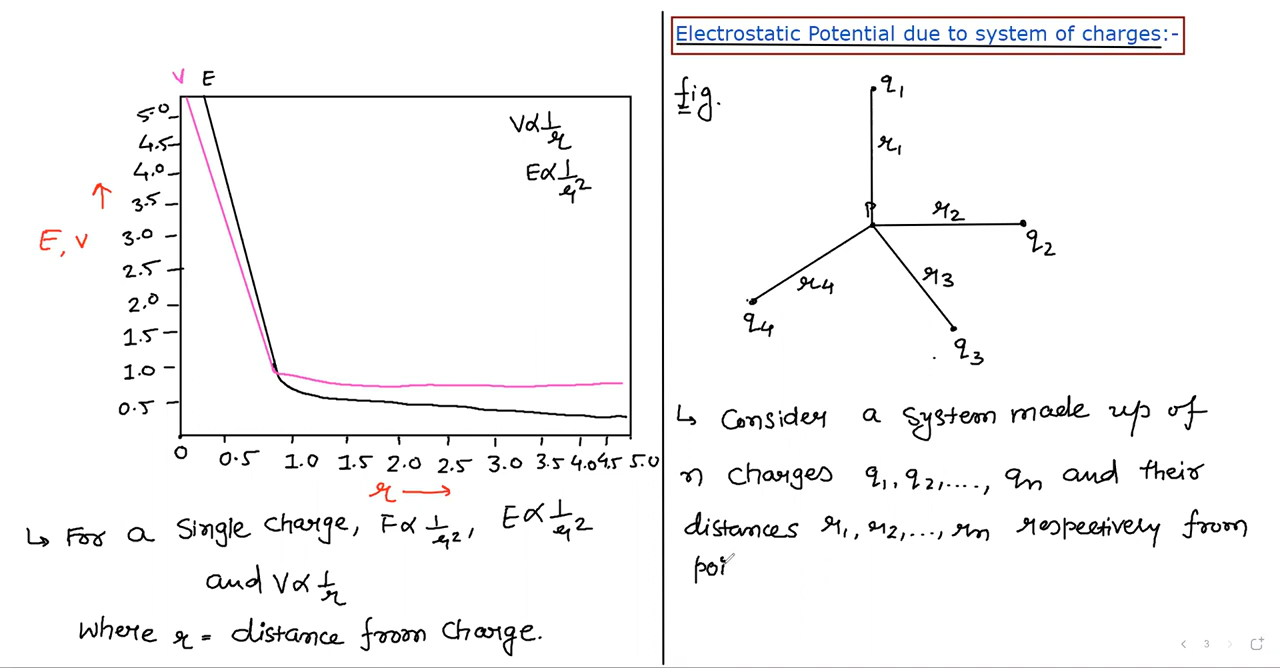 V E
5.0
4.5
4.0
3.5
3.0
2.5
2.0
1.5
1.0
0.5
E, V
V∝1/r
E∝1/r²
0 0.5 1.0 1.5 2.0 2.5 3.0 3.5 4.0 4.5 5.0
r
↳ For a Single charge, F∝1/r², E∝1/r²
and V∝1/r
where r = distance from charge.
Electrostatic Potential due to system of charges:-
fig.
q1
r1
P
r2
q2
r3
r4
q4
q3
↳ Consider a System made up of
n charges q1, q2,...., qn and their
distances r1, r2,..., rn respectively from
poi
3